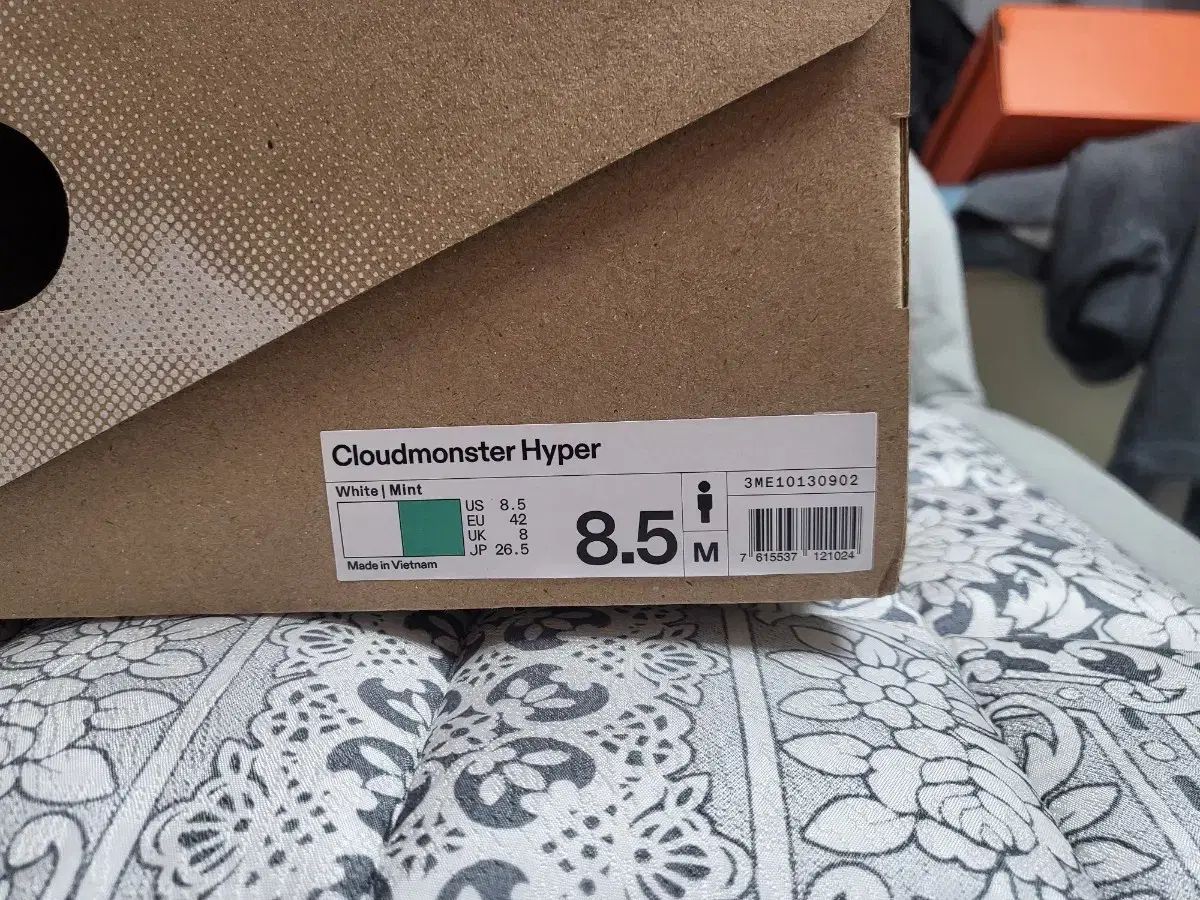 Cloudmonster Hyper
White | Mint
US 8.5
EU 42
UK 8
JP 26.5
Made in Vietnam
8.5
M
3ME10130902
7 615537 121024